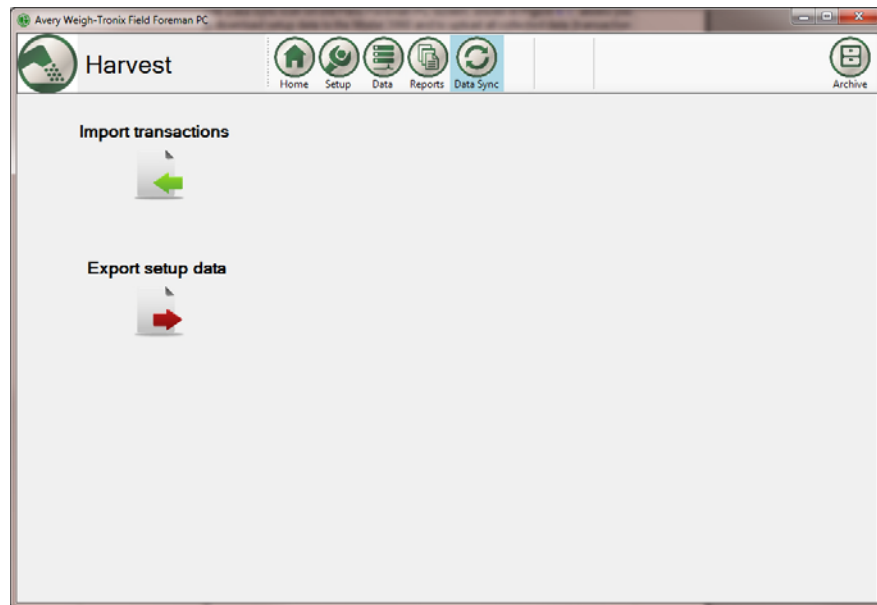 Avery Weigh-Tronix Field Foreman PC
Harvest
Home Setup Data Reports Data Sync
Archive
Import transactions
Export setup data